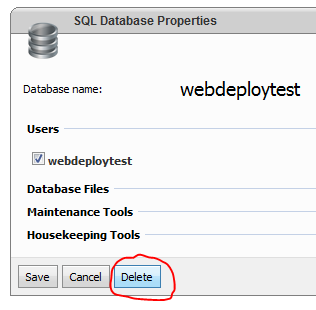 SQL Database Properties
Database name: webdeploytest
Users
webdeploytest
Database Files
Maintenance Tools
Housekeeping Tools
Save Cancel Delete